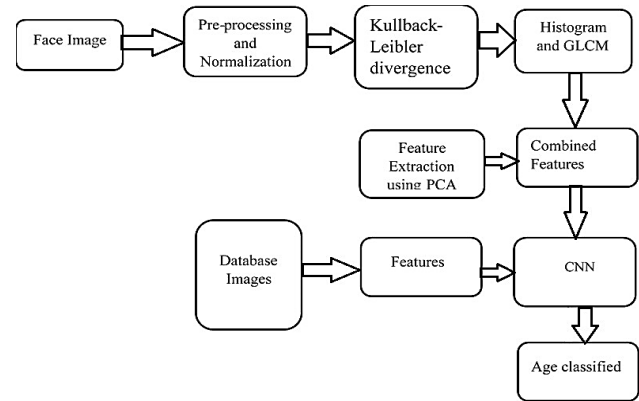 Face Image
Pre-processing
and
Normalization
Kullback-
Leibler
divergence
Histogram
and GLCM
Feature
Extraction
using PCA
Combined
Features
Database
Images
Features
CNN
Age classified